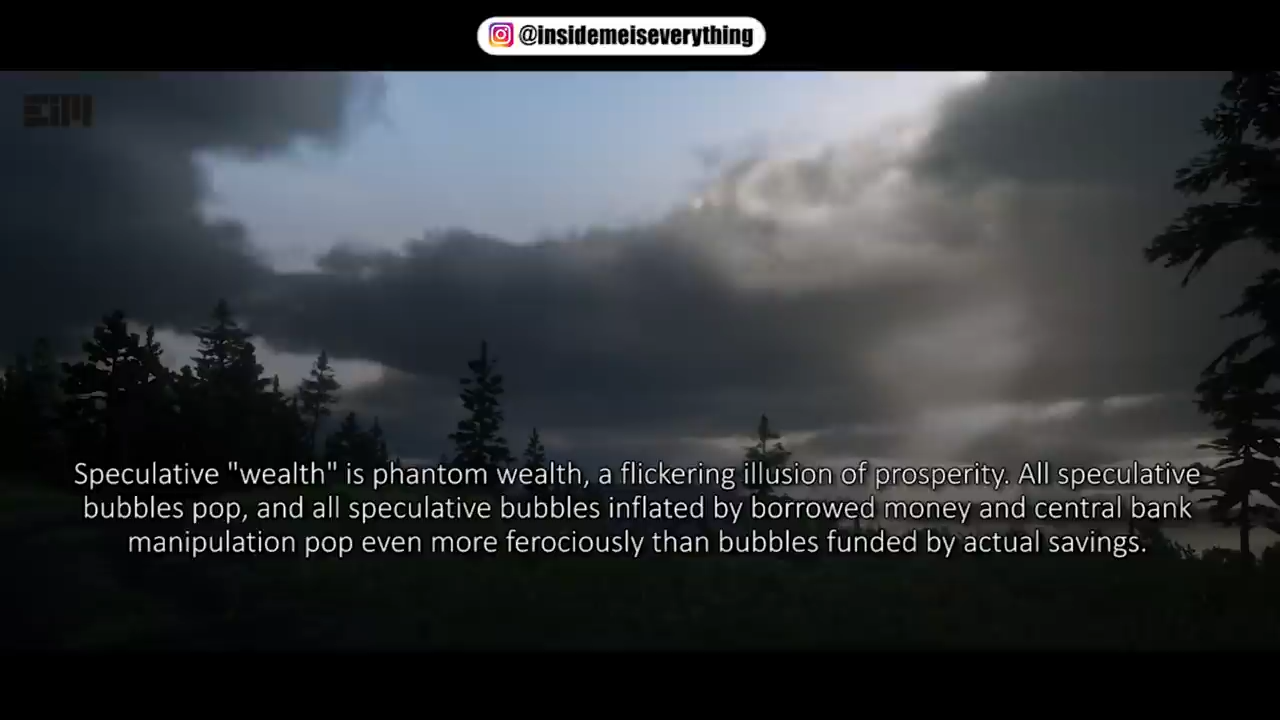 @insidemeiseverything
EiM
Speculative "wealth" is phantom wealth, a flickering illusion of prosperity. All speculative
bubbles pop, and all speculative bubbles inflated by borrowed money and central bank
manipulation pop even more ferociously than bubbles funded by actual savings.